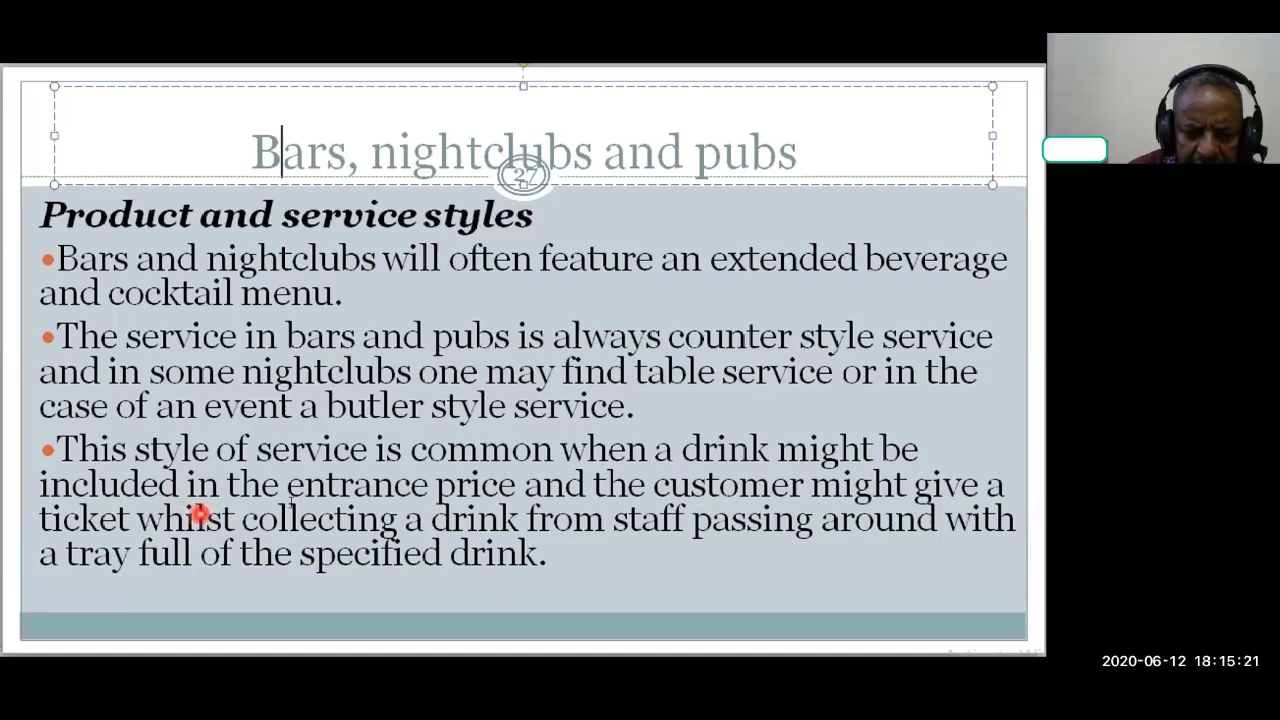 Bars, nightclubs and pubs
27
Product and service styles
•Bars and nightclubs will often feature an extended beverage
and cocktail menu.
•The service in bars and pubs is always counter style service
and in some nightclubs one may find table service or in the
case of an event a butler style service.
•This style of service is common when a drink might be
included in the entrance price and the customer might give a
ticket whilst collecting a drink from staff passing around with
a tray full of the specified drink.
2020-06-12 18:15:21